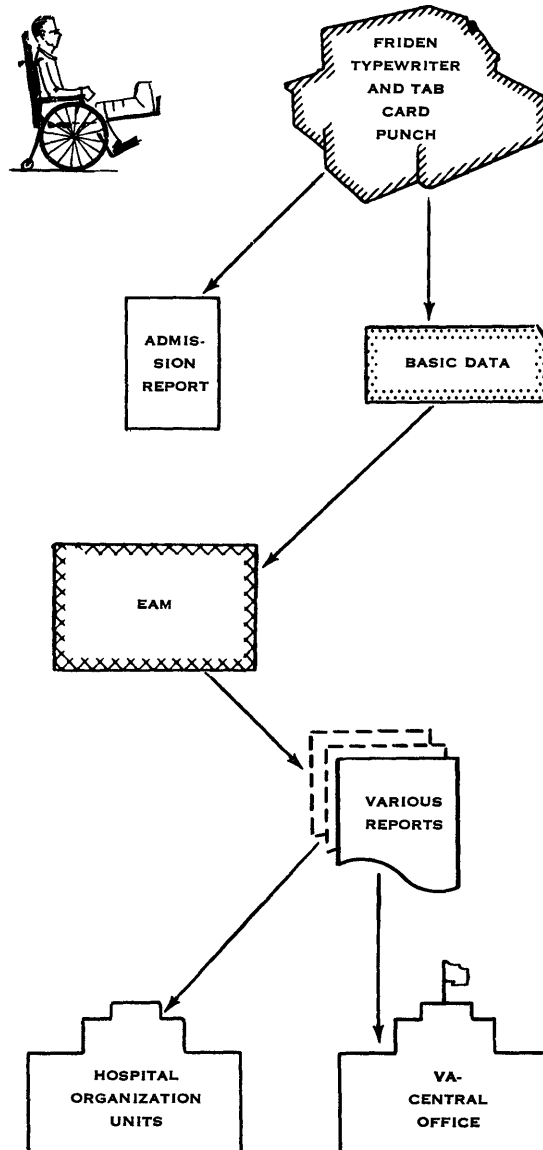 FRIDEN
TYPEWRITER
AND TAB
CARD
PUNCH
ADMIS-
SION
REPORT
BASIC DATA
EAM
VARIOUS
REPORTS
HOSPITAL
ORGANIZATION
UNITS
VA-
CENTRAL
OFFICE